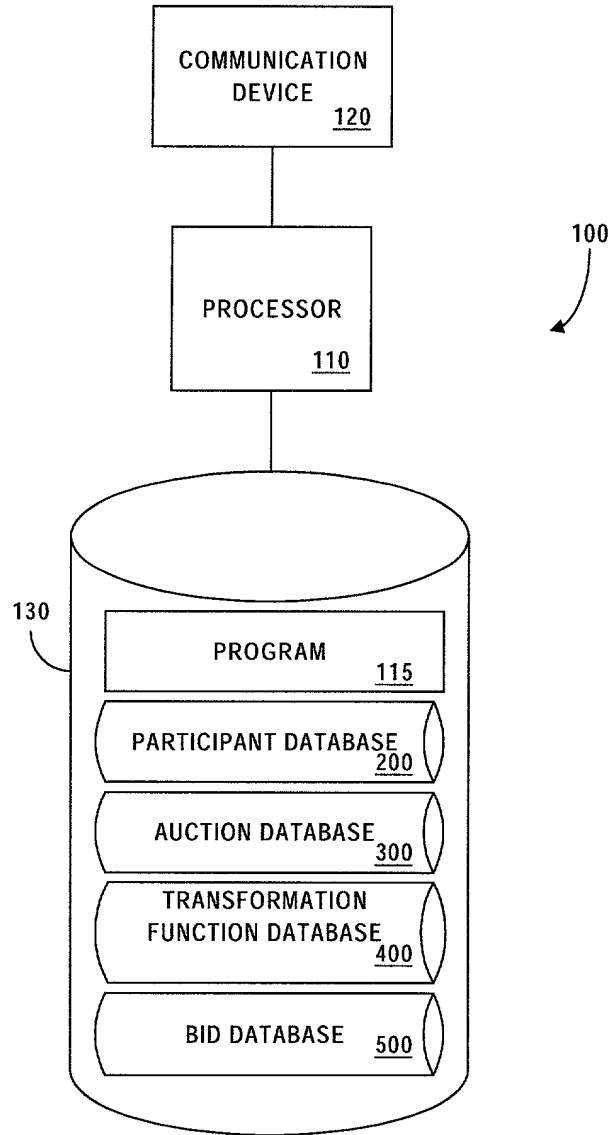 COMMUNICATION
DEVICE
120
100
PROCESSOR
110
130
PROGRAM
115
PARTICIPANT DATABASE
200
AUCTION DATABASE
300
TRANSFORMATION
FUNCTION DATABASE
400
BID DATABASE
500